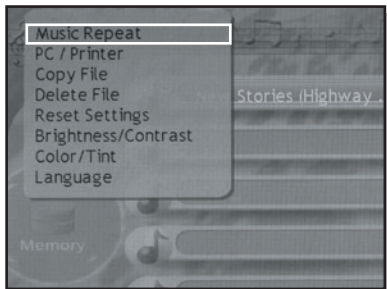 Music Repeat
PC / Printer
Copy File
Delete File
Reset Settings
Brightness/Contrast
Color/Tint
Language
Stories (Highway
Memory